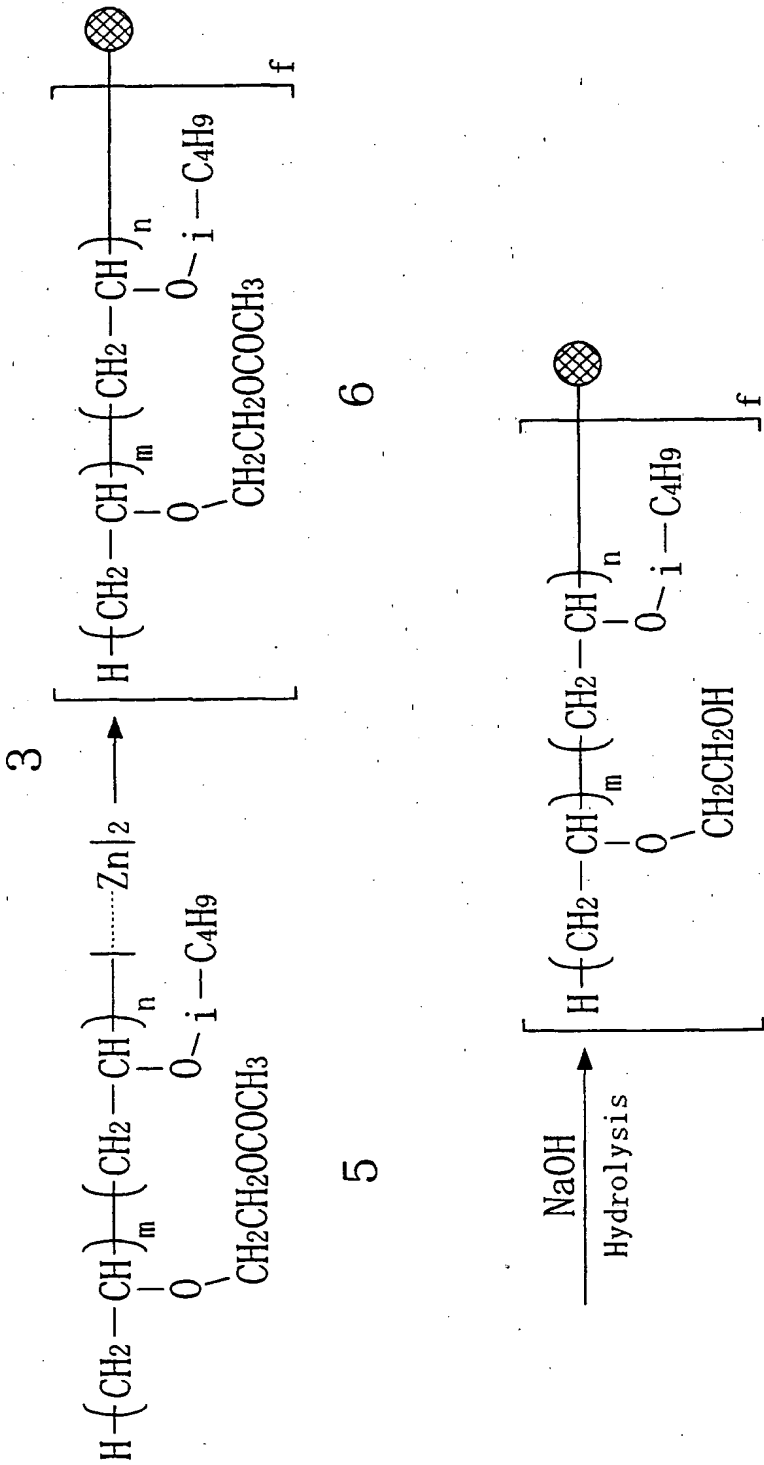 3
H-(CH2-CH)m-(CH2-CH)n-|······Zn|2 → [H-(CH2-CH)m-(CH2-CH)n-]f
O O-i-C4H9
CH2CH2OCOCH3
O O-i-C4H9
CH2CH2OCOCH3
5
6
NaOH
Hydrolysis
[H-(CH2-CH)m-(CH2-CH)n-]f
O O-i-C4H9
CH2CH2OH